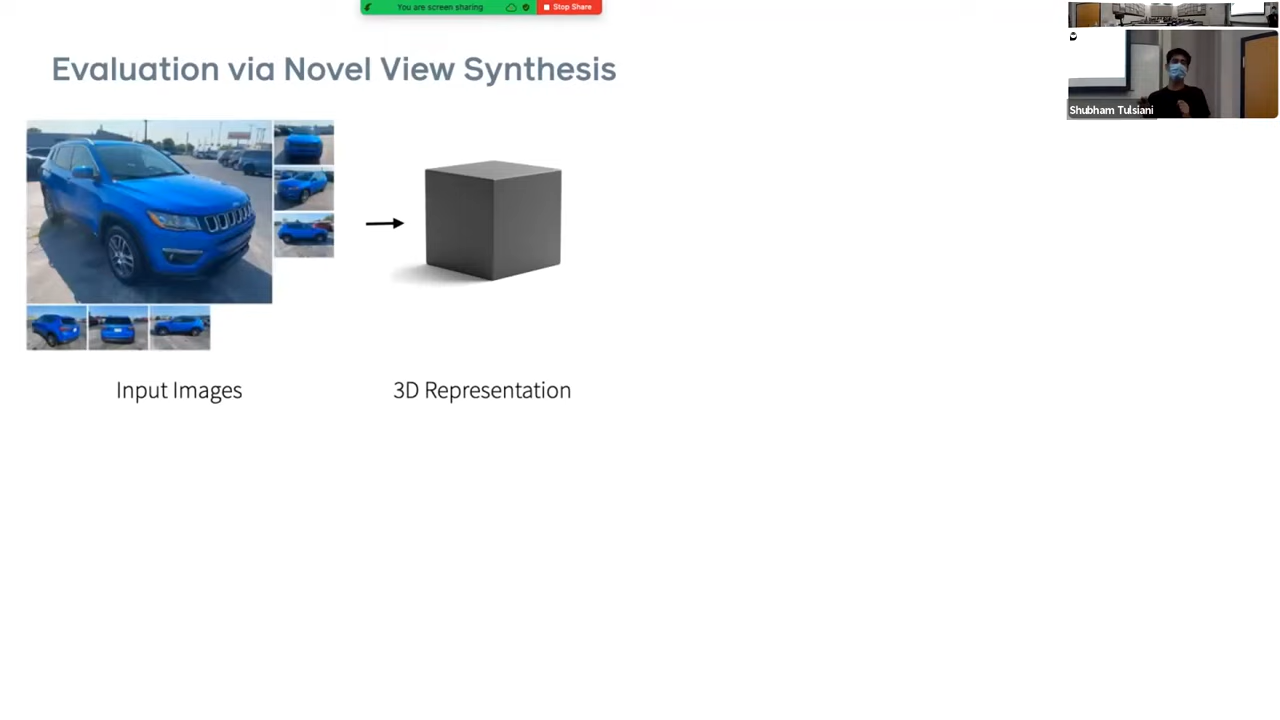 You are screen sharing
Stop Share
Evaluation via Novel View Synthesis
Shubham Tulsiani
Input Images
3D Representation